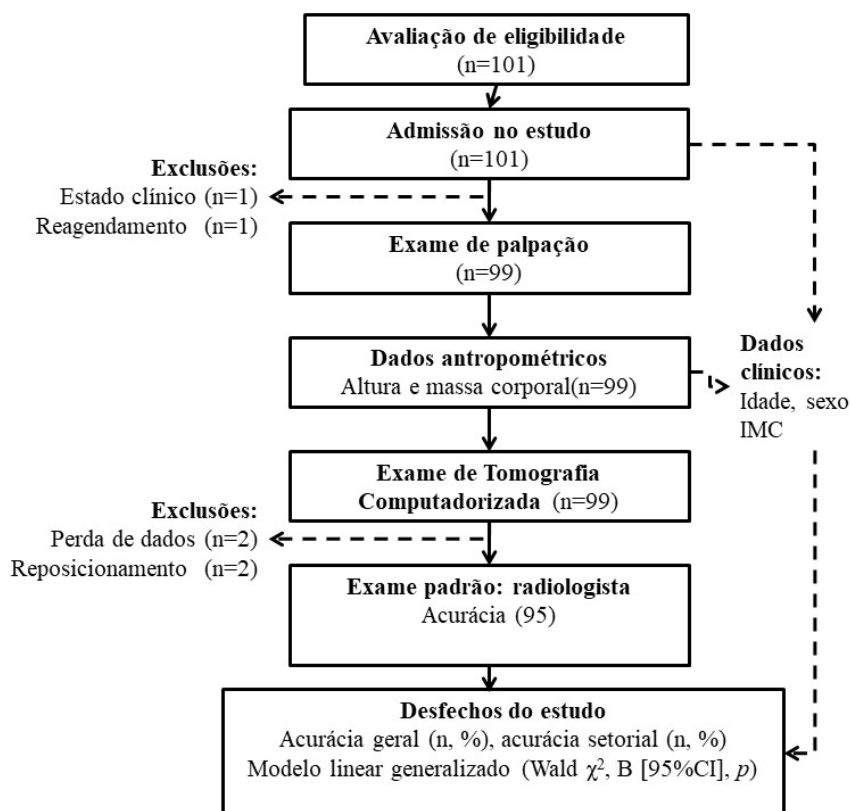 Avaliação de eligibilidade
(n=101)
Admissão no estudo
(n=101)
Exclusões:
Estado clínico (n=1)
Reagendamento (n=1)
Exame de palpação
(n=99)
Dados antropométricos
Altura e massa corporal(n=99)
Dados
clínicos:
Idade, sexo
IMC
Exame de Tomografia
Computadorizada (n=99)
Exclusões:
Perda de dados (n=2)
Reposicionamento (n=2)
Exame padrão: radiologista
Acurácia (95)
Desfechos do estudo
Acurácia geral (n, %), acurácia setorial (n, %)
Modelo linear generalizado (Wald χ², B [95%CI], p)